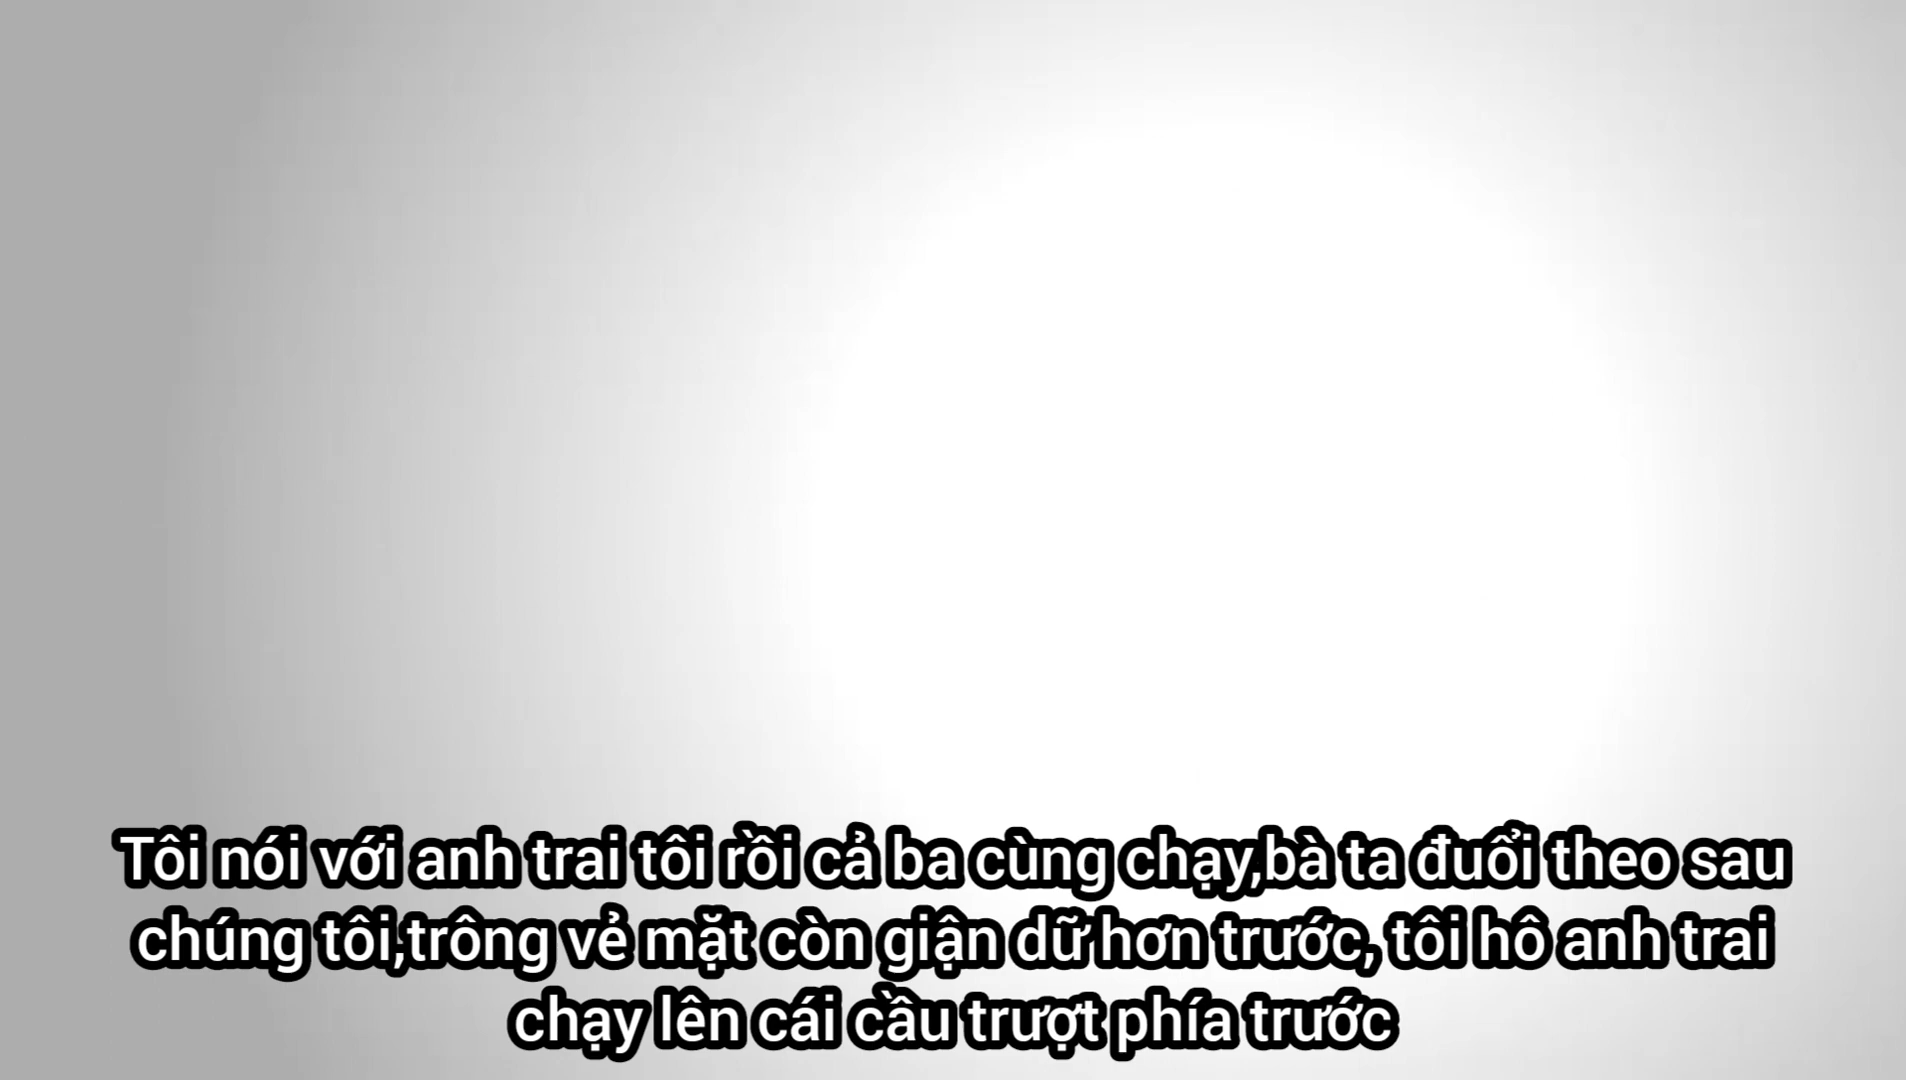 Tôi nói với anh trai tôi rồi cả ba cùng chạy,bà ta đuổi theo sau
chúng tôi,trông vẻ mặt còn giận dữ hơn trước, tôi hô anh trai
chạy lên cái cầu trượt phía trước